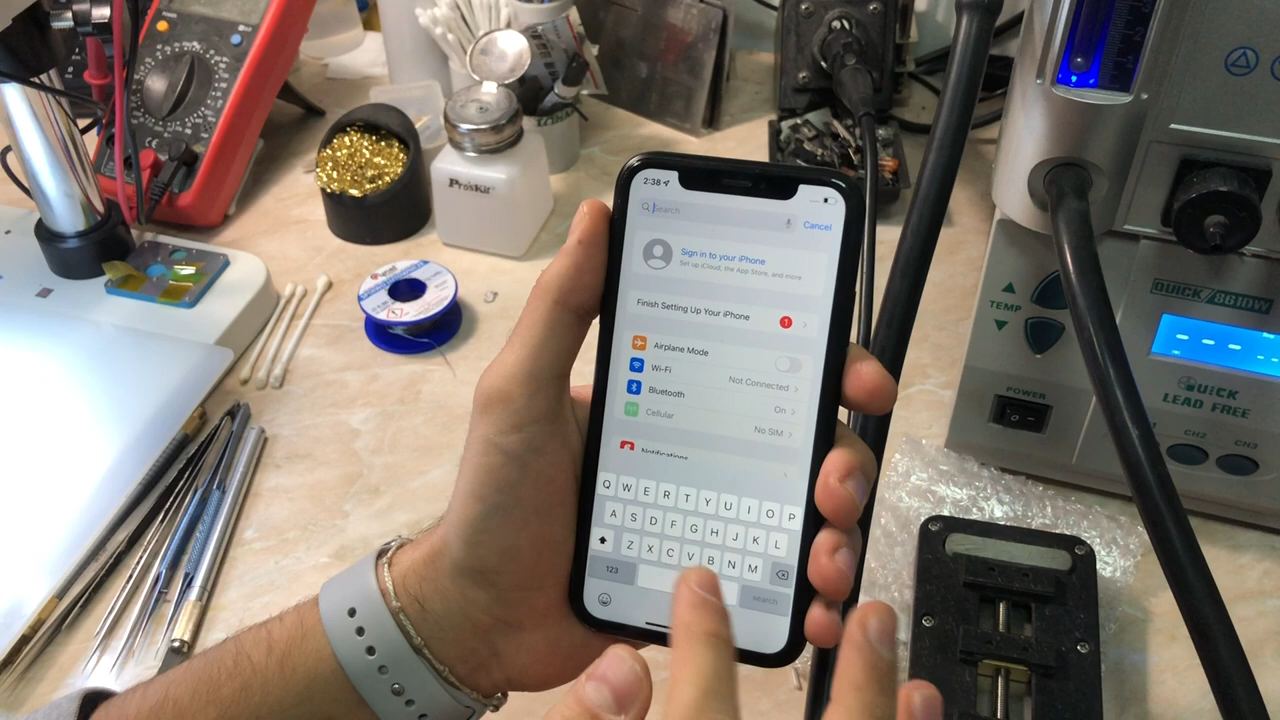 2:38
Search
Cancel
Sign in to your iPhone
Set up iCloud, the App Store, and more
Finish Setting Up Your iPhone
1
Airplane Mode
Wi-Fi
Not Connected
Bluetooth
On
Cellular
No SIM
Notifications
Q W E R T Y U I O P
A S D F G H J K L
Z X C V B N M
123
search
Pro'sKit
QUICK 861DW
TEMP
POWER
QUICK
LEAD FREE
CH2
CH3